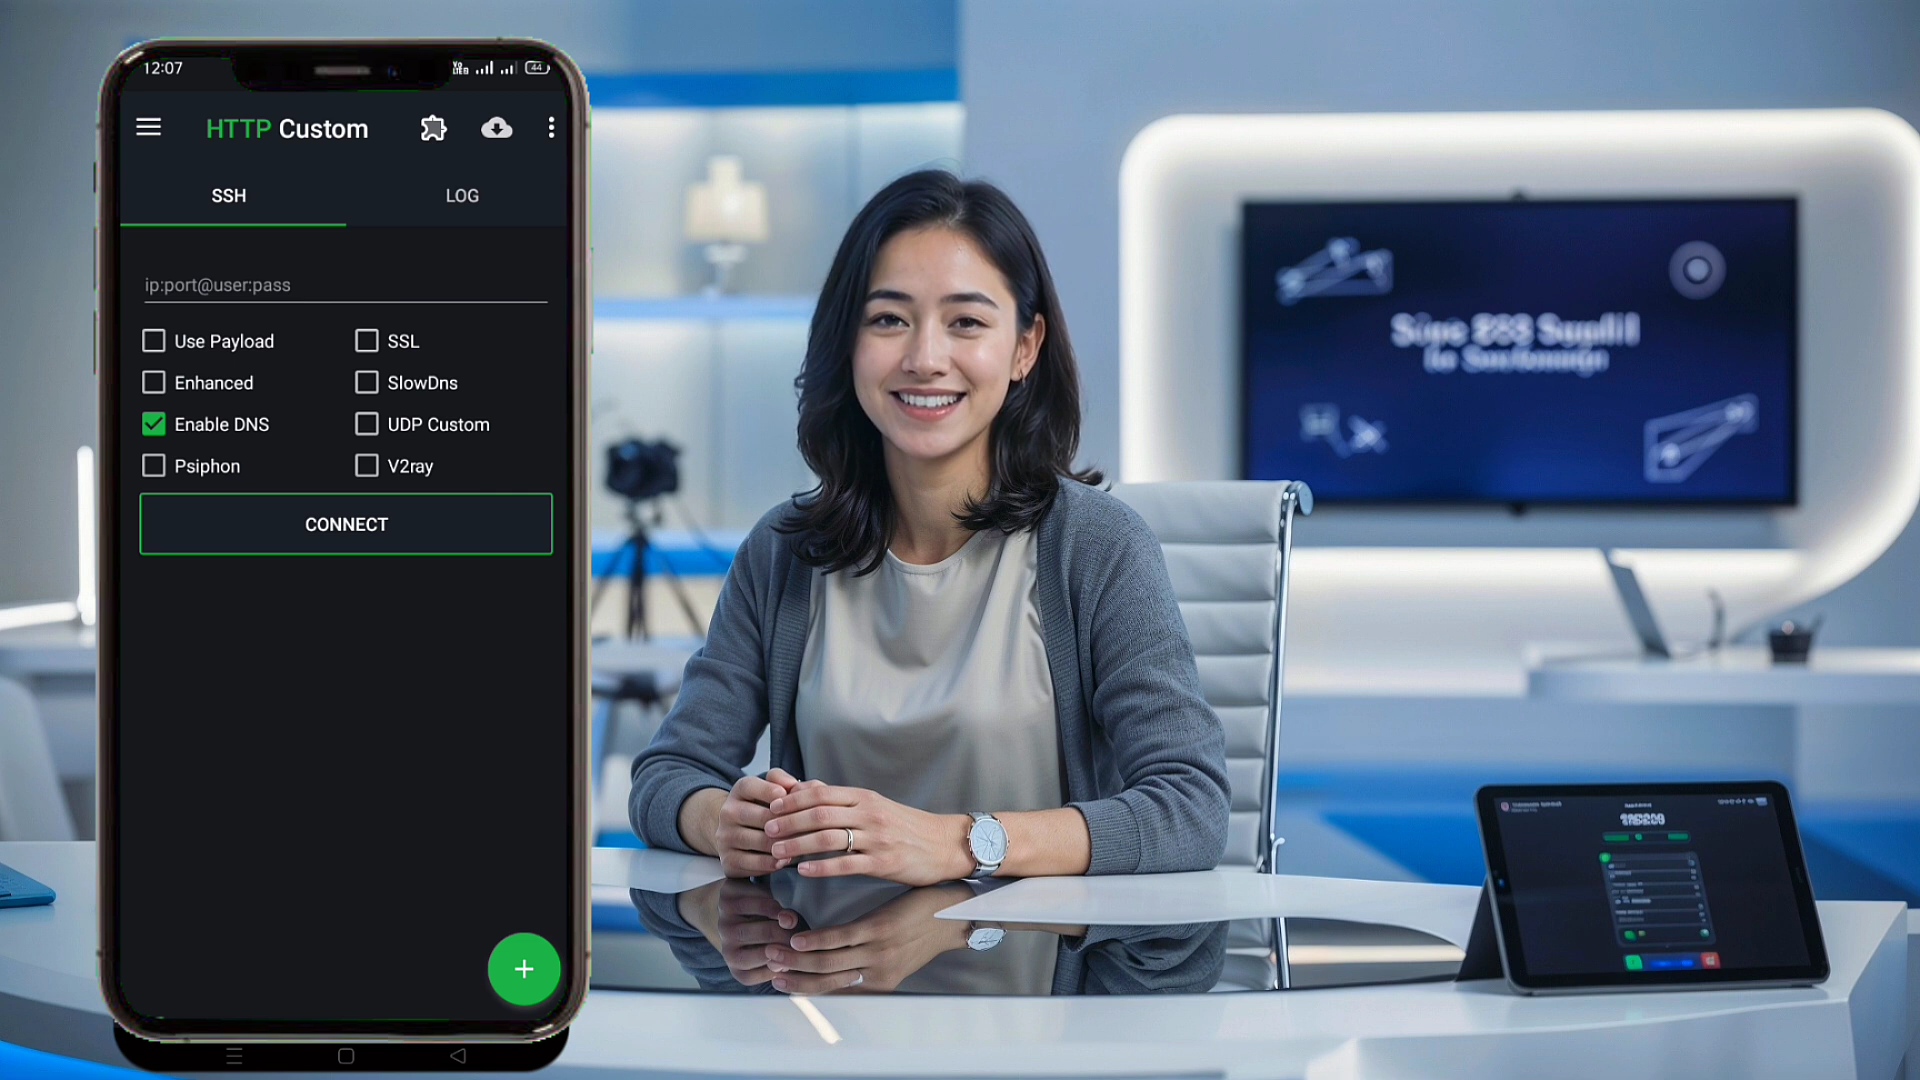 12:07
44
HTTP Custom
SSH
LOG
ip:port@user:pass
Use Payload
SSL
Enhanced
SlowDns
Enable DNS
UDP Custom
Psiphon
V2ray
CONNECT